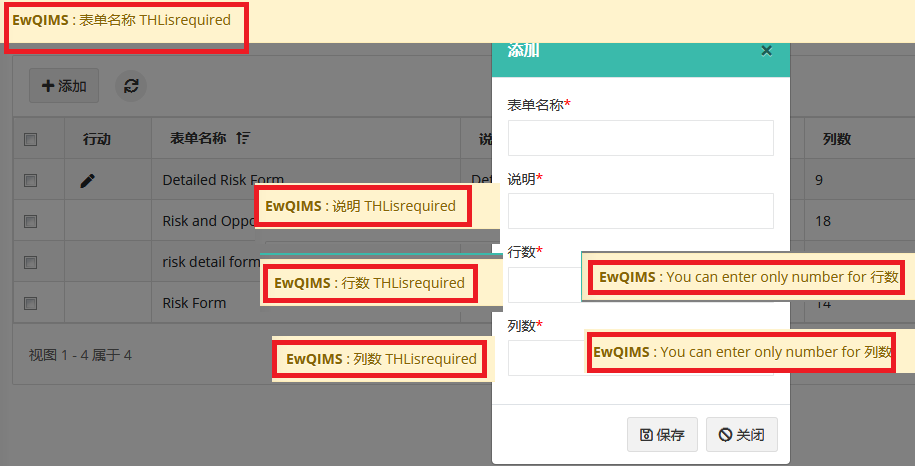 EwQIMS : 表单名称 THLisrequired
添加
添加
表单名称*
行动
表单名称
说
列数
Detailed Risk Form
Det
9
说明*
EwQIMS : 说明 THLisrequired
Risk and Oppo
18
行数*
risk detail form
EwQIMS : 行数 THLisrequired
EwQIMS : You can enter only number for 行数
Risk Form
14
列数*
视图 1 - 4 属于 4
EwQIMS : 列数 THLisrequired
EwQIMS : You can enter only number for 列数
保存
关闭